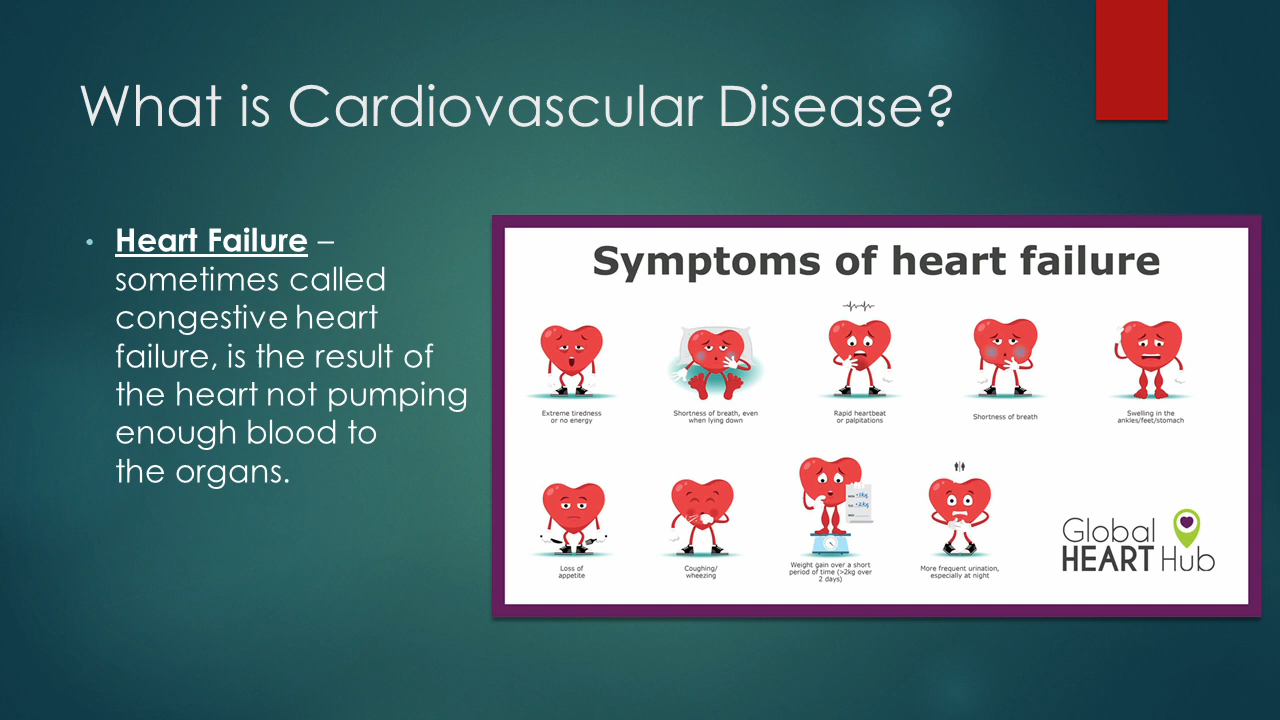 What is Cardiovascular Disease?
• Heart Failure –
sometimes called
congestive heart
failure, is the result of
the heart not pumping
enough blood to
the organs.
Symptoms of heart failure
Extreme tiredness
or no energy
Shortness of breath, even
when lying down
Rapid heartbeat
or palpitations
Shortness of breath
Swelling in the
ankles/feet/stomach
Loss of
appetite
Coughing/
wheezing
Weight gain over a short
period of time (>2kg over
2 days)
More frequent urination,
especially at night
Global
HEART Hub